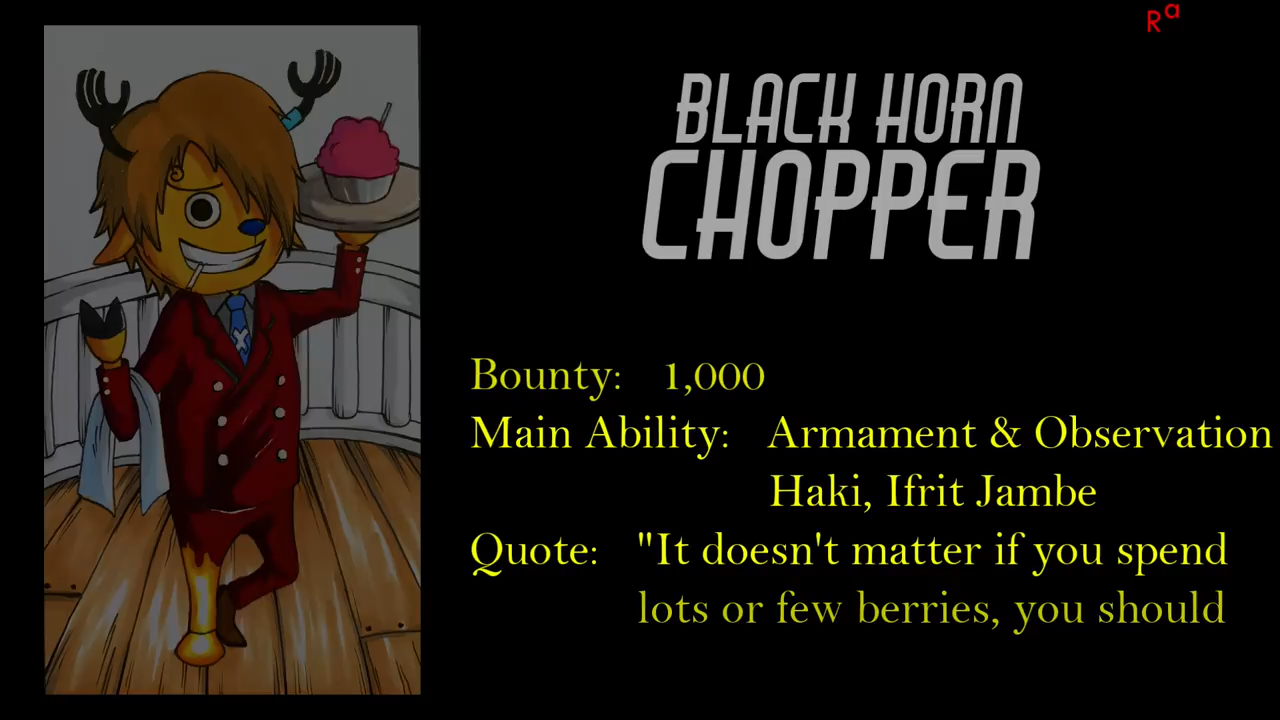 Ra
BLACK HORN
CHOPPER
Bounty: 1,000
Main Ability: Armament & Observation
Haki, Ifrit Jambe
Quote: "It doesn't matter if you spend
lots or few berries, you should